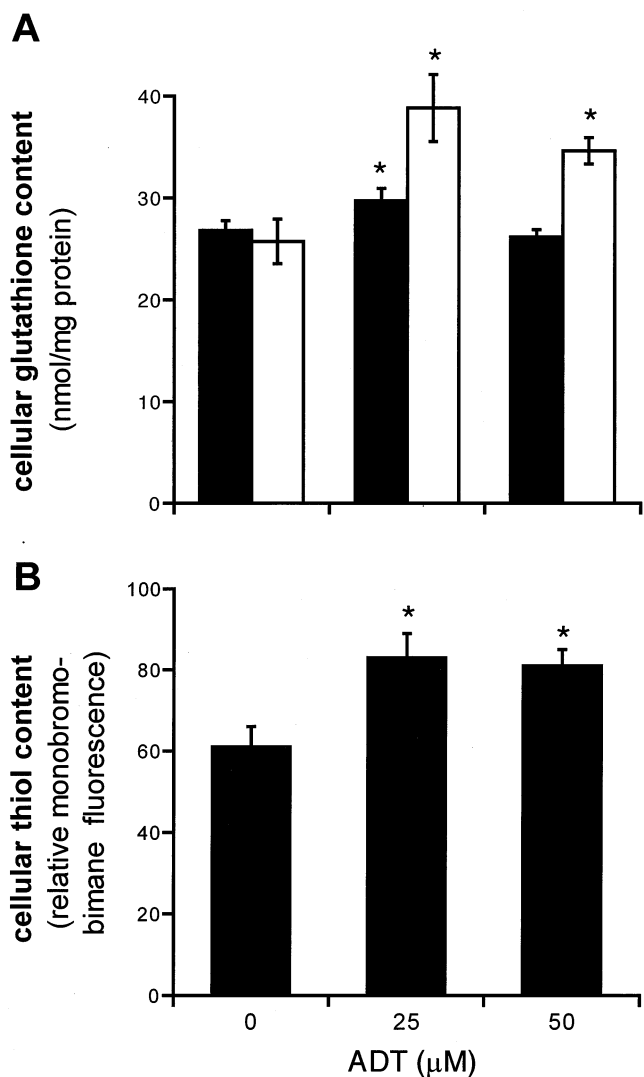 A
cellular glutathione content
(nmol/mg protein)
40
30
20
10
0
*
*
*
B
cellular thiol content
(relative monobromo-
bimane fluorescence)
100
80
60
40
20
0
*
*
0 25 50
ADT (μM)